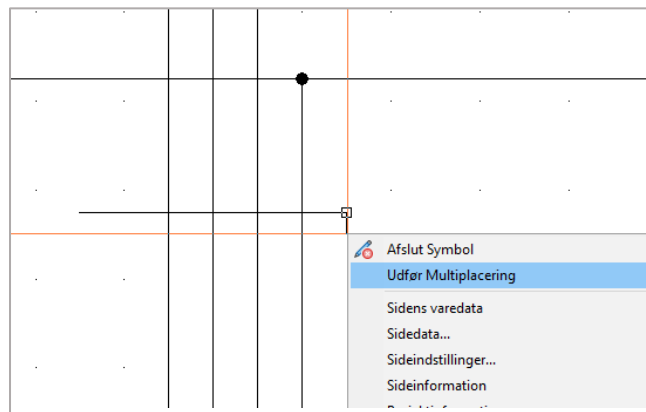 Afslut Symbol
Udfør Multiplacering
Sidens varedata
Sidedata...
Sideindstillinger...
Sideinformation